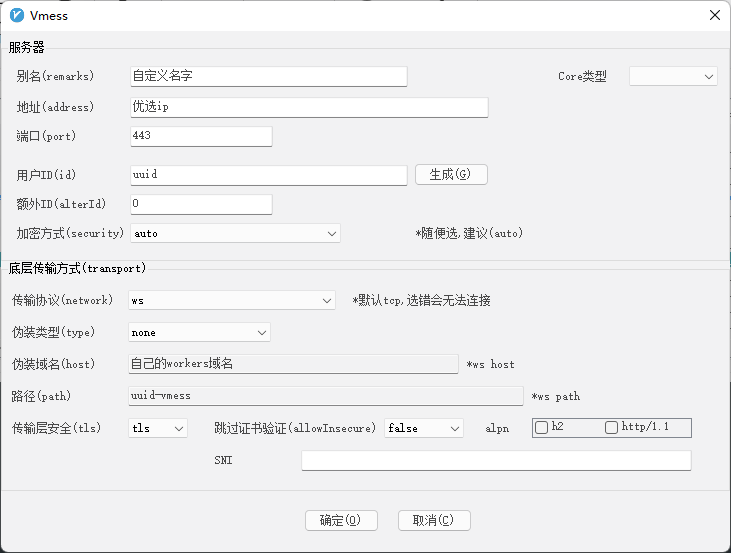 Vmess
服务器
别名(remarks) 自定义名字 Core类型
地址(address) 优选ip
端口(port) 443
用户ID(id) uuid 生成(G)
额外ID(alterId) 0
加密方式(security) auto *随便选,建议(auto)
底层传输方式(transport)
传输协议(network) ws *默认tcp,选错会无法连接
伪装类型(type) none
伪装域名(host) 自己的workers域名 *ws host
路径(path) uuid-vmess *ws path
传输层安全(tls) tls 跳过证书验证(allowInsecure) false alpn h2 http/1.1
SNI
确定(O) 取消(C)